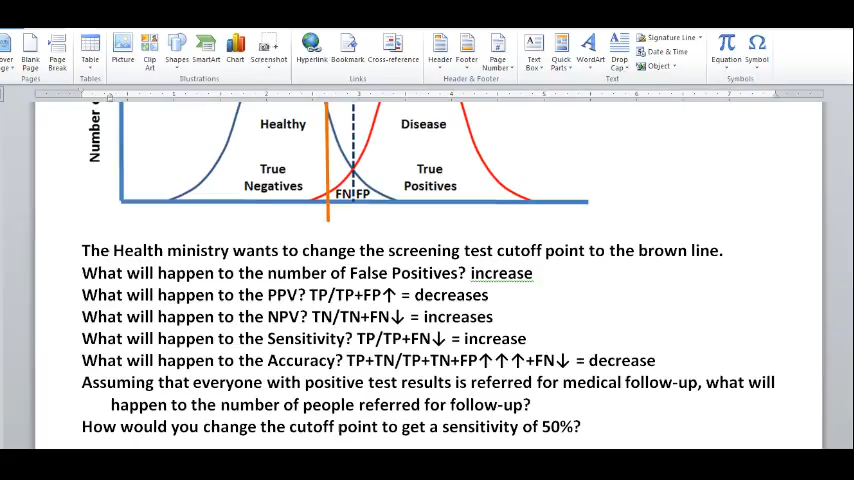 Signature Line
Blank Page
Page Break
Table
Picture
Clip Art
Shapes
SmartArt
Chart
Screenshot
Hyperlink
Bookmark
Cross-reference
Header
Footer
Page Number
Text Box
Quick Parts
WordArt
Drop Cap
Date & Time
Object
Equation
Symbol
Pages
Tables
Illustrations
Links
Header & Footer
Text
Symbols
1 2 3 4 5 6 7
Number
Healthy
Disease
True Negatives
True Positives
FN FP
The Health ministry wants to change the screening test cutoff point to the brown line.
What will happen to the number of False Positives? increase
What will happen to the PPV? TP/TP+FP↑ = decreases
What will happen to the NPV? TN/TN+FN↓ = increases
What will happen to the Sensitivity? TP/TP+FN↓ = increase
What will happen to the Accuracy? TP+TN/TP+TN+FP↑↑↑+FN↓ = decrease
Assuming that everyone with positive test results is referred for medical follow-up, what will
happen to the number of people referred for follow-up?
How would you change the cutoff point to get a sensitivity of 50%?